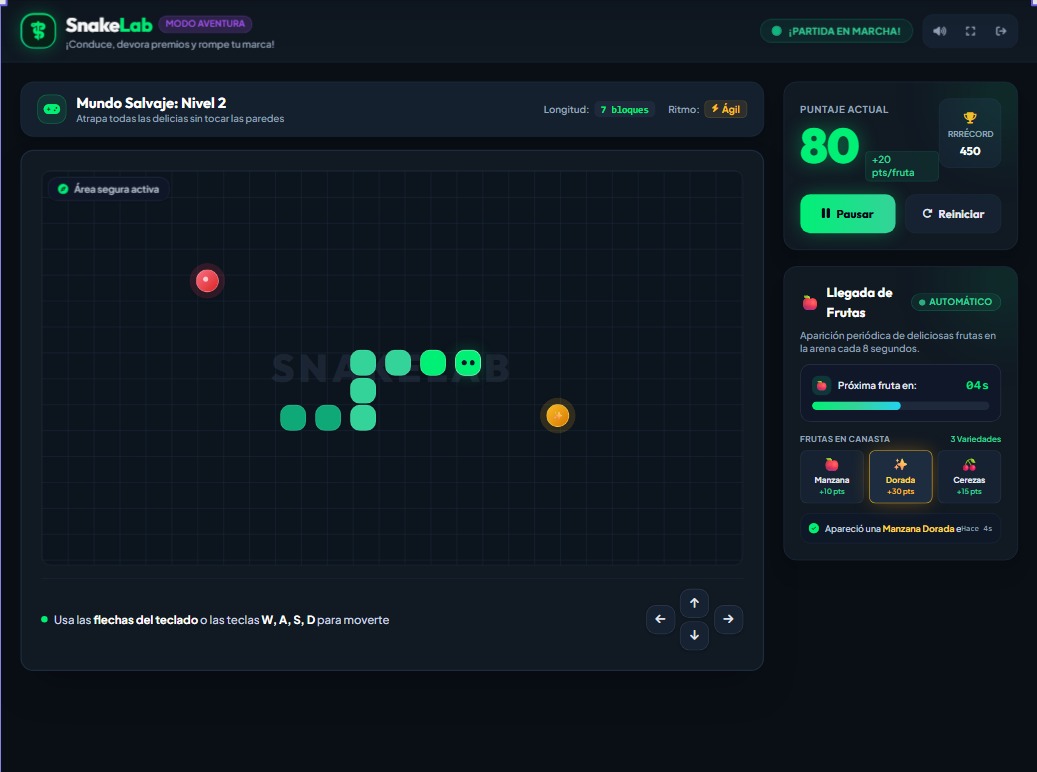 SnakeLab MODO AVENTURA
¡Conduce, devora premios y rompe tu marca!
¡PARTIDA EN MARCHA!
Mundo Salvaje: Nivel 2
Atrapa todas las delicias sin tocar las paredes
Longitud: 7 bloques Ritmo: Ágil
Área segura activa
SNAKELAB
Usa las flechas del teclado o las teclas W, A, S, D para moverte
PUNTAJE ACTUAL
80
+20
pts/fruta
RRRÉCORD
450
Pausar
Reiniciar
Llegada de
Frutas
AUTOMÁTICO
Aparición periódica de deliciosas frutas en
la arena cada 8 segundos.
Próxima fruta en: 04s
FRUTAS EN CANASTA 3 Variedades
Manzana
+10 pts
Dorada
+30 pts
Cerezas
+15 pts
Apareció una Manzana Dorada e Hace 4s